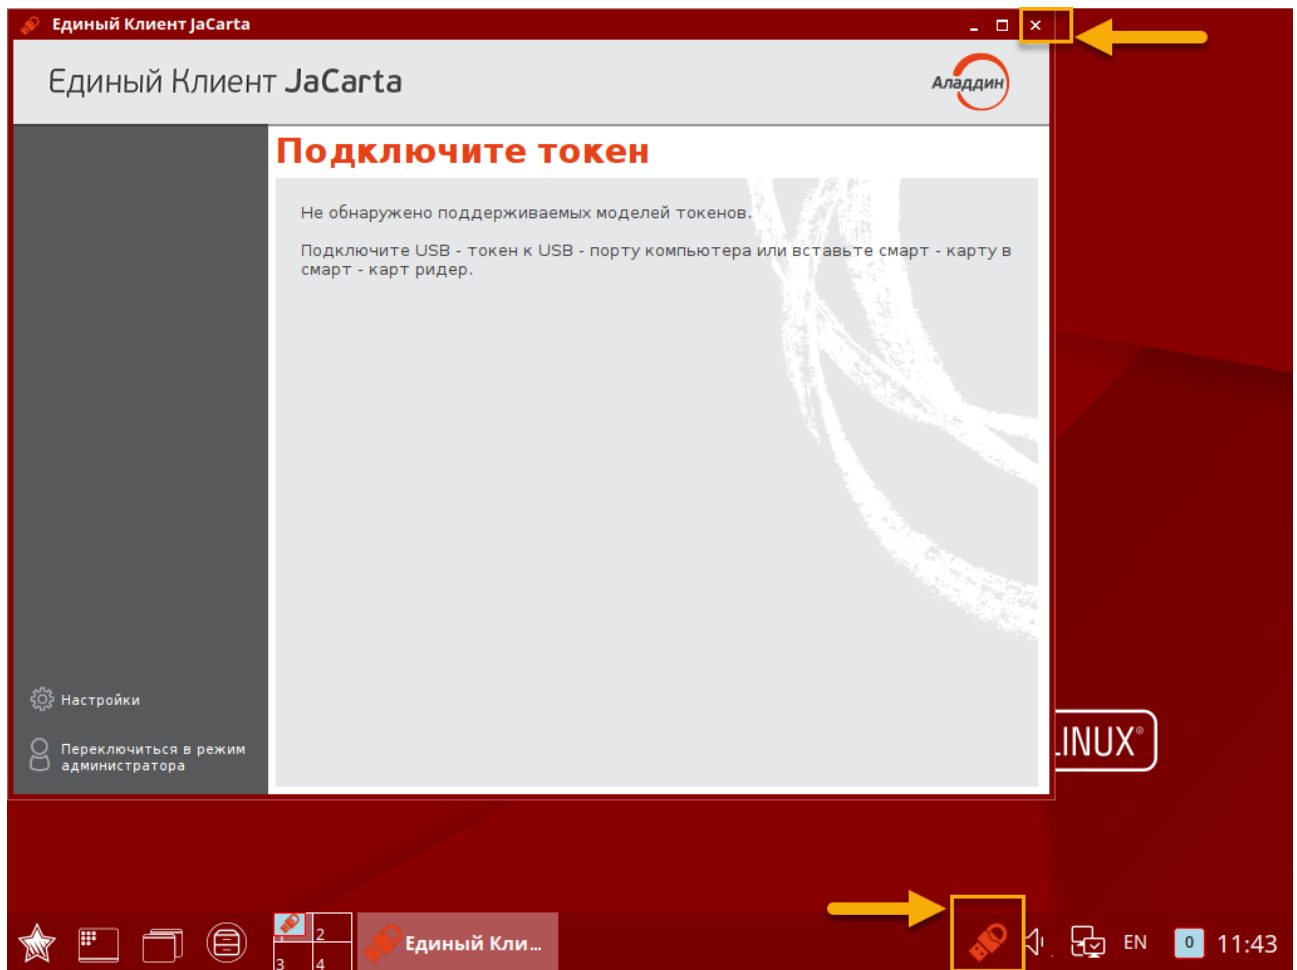 Единый Клиент JaCarta
Единый Клиент JaCarta
Аладдин
Подключите токен
Не обнаружено поддерживаемых моделей токенов.
Подключите USB - токен к USB - порту компьютера или вставьте смарт - карту в
смарт - карт ридер.
Настройки
Переключиться в режим
администратора
INUX®
1 2
3 4
Единый Кли...
EN
0
11:43